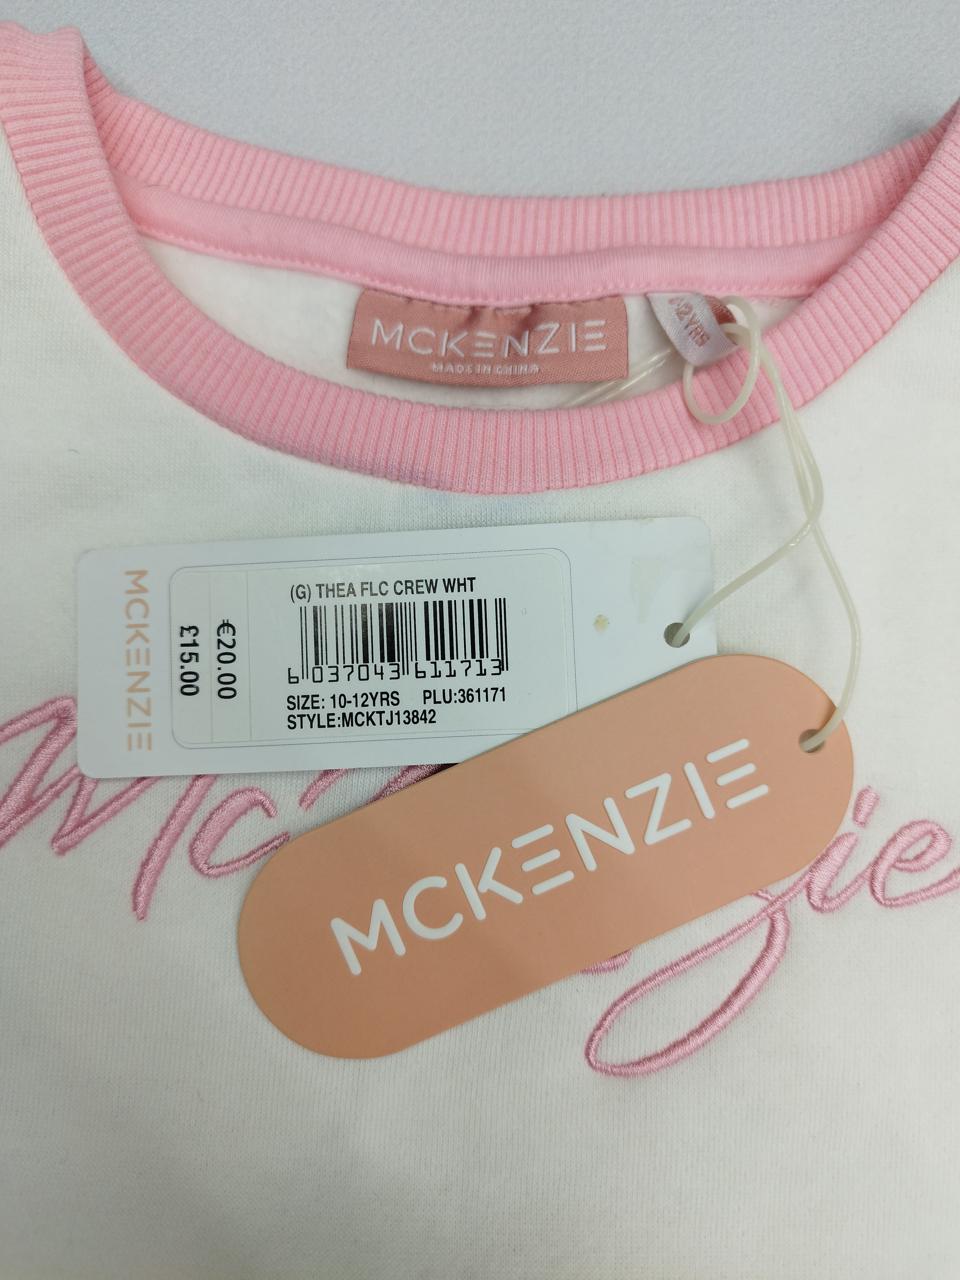 MCKENZIE
MADE IN CHINA
MCKENZIE
€20.00
£15.00
(G) THEA FLC CREW WHT
6 037043 611713
SIZE: 10-12YRS PLU:361171
STYLE:MCKTJ13842
MCKENZIE